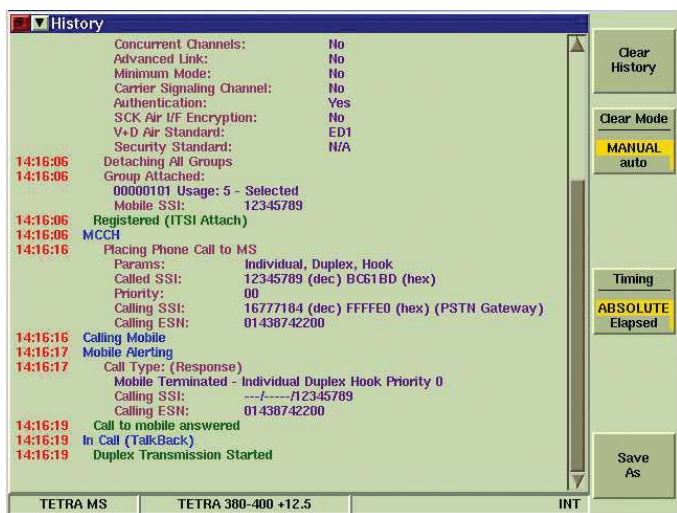 History
Concurrent Channels: No
Advanced Link: No
Minimum Mode: No
Carrier Signaling Channel: No
Authentication: Yes
SCK Air I/F Encryption: No
V+D Air Standard: ED1
Security Standard: N/A
14:16:06 Detaching All Groups
14:16:06 Group Attached:
00000101 Usage: 5 - Selected
Mobile SSI: 12345789
14:16:06 Registered (ITSI Attach)
14:16:06 MCCH
14:16:16 Placing Phone Call to MS
Params: Individual, Duplex, Hook
Called SSI: 12345789 (dec) BC61BD (hex)
Priority: 00
Calling SSI: 16777184 (dec) FFFFE0 (hex) (PSTN Gateway)
Calling ESN: 01438742200
14:16:16 Calling Mobile
14:16:17 Mobile Alerting
14:16:17 Call Type: (Response)
Mobile Terminated - Individual Duplex Hook Priority 0
Calling SSI: ---/-----/12345789
Calling ESN: 01438742200
14:16:19 Call to mobile answered
14:16:19 In Call (TalkBack)
14:16:19 Duplex Transmission Started
Clear
History
Clear Mode
MANUAL
auto
Timing
ABSOLUTE
Elapsed
Save
As
TETRA MS
TETRA 380-400 +12.5
INT